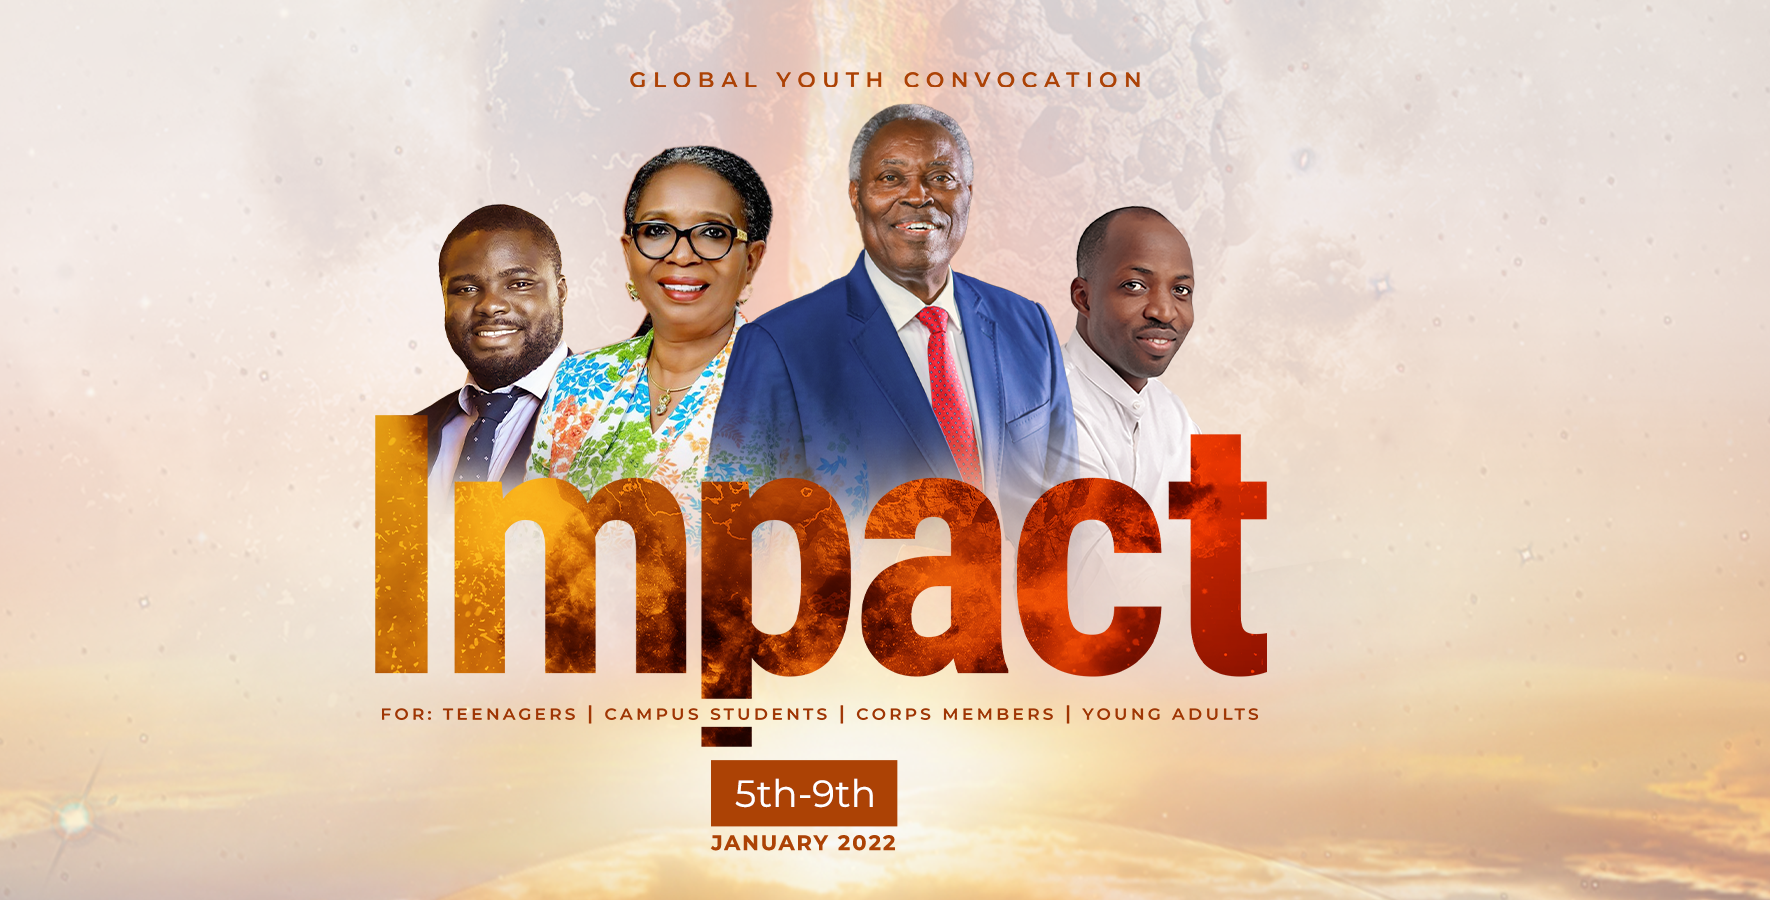 GLOBAL YOUTH CONVOCATION
Impact
FOR: TEENAGERS | CAMPUS STUDENTS | CORPS MEMBERS | YOUNG ADULTS
5th-9th
JANUARY 2022